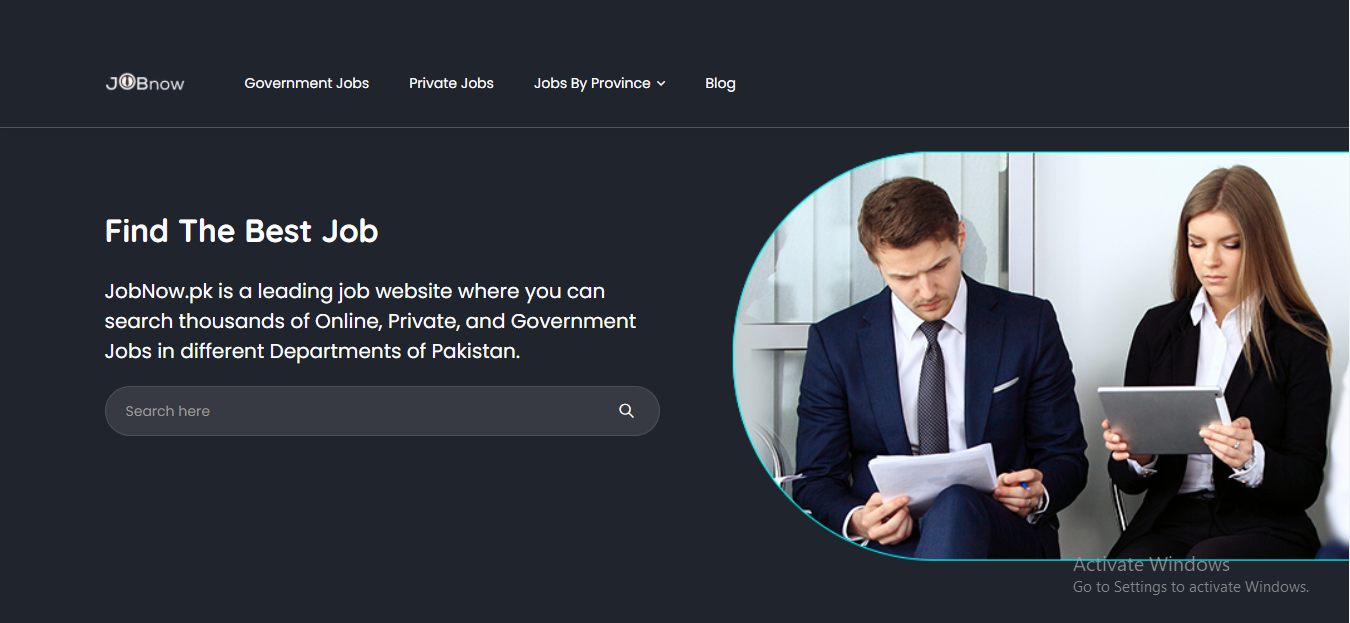 JOBnow
Government Jobs
Private Jobs
Jobs By Province
Blog
Find The Best Job
JobNow.pk is a leading job website where you can
search thousands of Online, Private, and Government
Jobs in different Departments of Pakistan.
Search here
Activate Windows
Go to Settings to activate Windows.